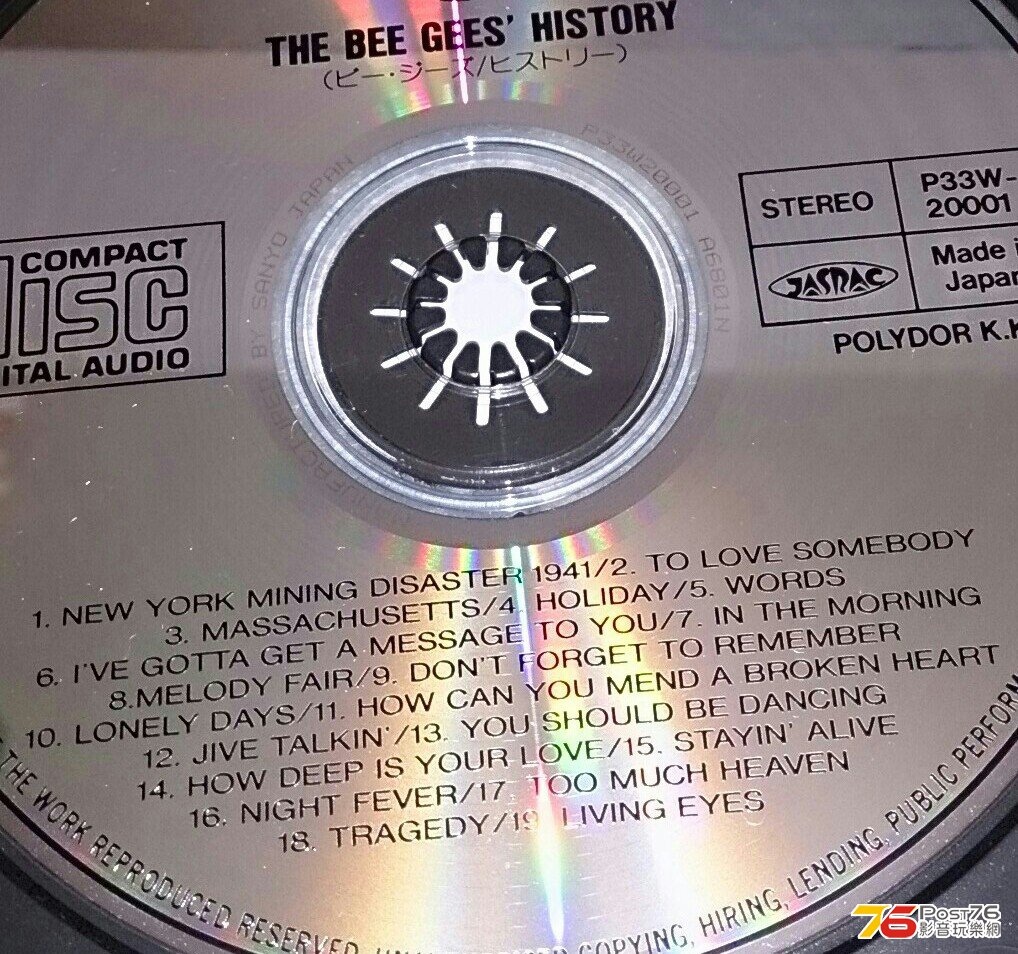 THE BEE GEES' HISTORY
(ビー・ジーズ/ヒストリー)
P33W20001 A6801N
BY SANYO JAPAN
COMPACT
DISC
ITAL AUDIO
STEREO
P33W-
20001
JASRAC
Made i
Japan
POLYDOR K.K
1. NEW YORK MINING DISASTER 1941/2. TO LOVE SOMEBODY
3. MASSACHUSETTS/4. HOLIDAY/5. WORDS
6. I'VE GOTTA GET A MESSAGE TO YOU/7. IN THE MORNING
8.MELODY FAIR/9. DON'T FORGET TO REMEMBER
10. LONELY DAYS/11. HOW CAN YOU MEND A BROKEN HEART
12. JIVE TALKIN'/13. YOU SHOULD BE DANCING
14. HOW DEEP IS YOUR LOVE/15. STAYIN' ALIVE
16. NIGHT FEVER/17. TOO MUCH HEAVEN
18. TRAGEDY/19. LIVING EYES
THE WORK REPRODUCED RESERVED. COPYING, HIRING, LENDING, PUBLIC PERFORM
76 POST76
影音玩樂網